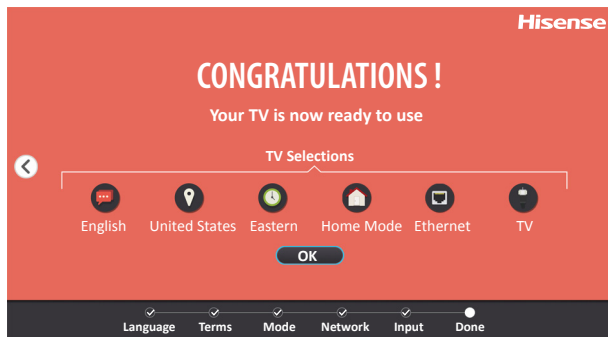 Hisense
CONGRATULATIONS !
Your TV is now ready to use
TV Selections
English United States Eastern Home Mode Ethernet TV
OK
Language Terms Mode Network Input Done